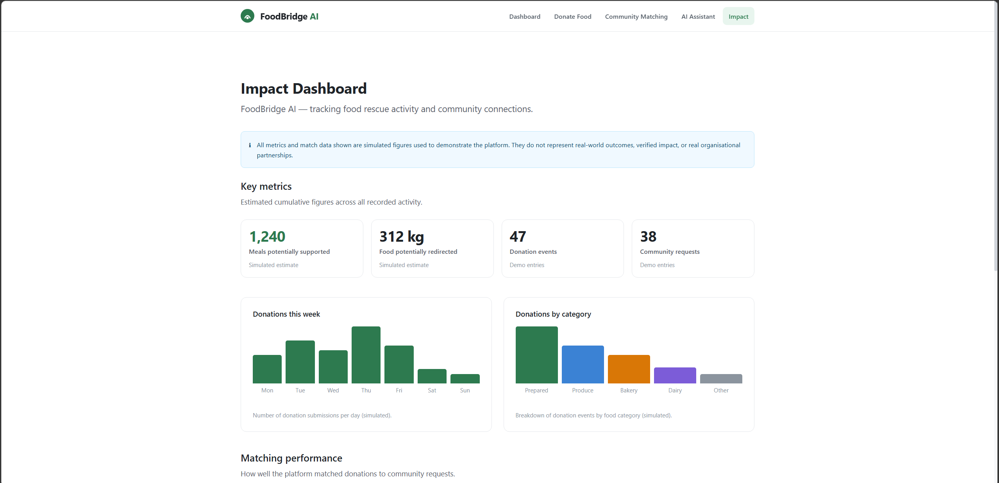 FoodBridge AI
Dashboard
Donate Food
Community Matching
AI Assistant
Impact
Impact Dashboard
FoodBridge AI — tracking food rescue activity and community connections.
All metrics and match data shown are simulated figures used to demonstrate the platform. They do not represent real-world outcomes, verified impact, or real organisational
partnerships.
Key metrics
Estimated cumulative figures across all recorded activity.
1,240
Meals potentially supported
Simulated estimate
312 kg
Food potentially redirected
Simulated estimate
47
Donation events
Demo entries
38
Community requests
Demo entries
Donations this week
Mon
Tue
Wed
Thu
Fri
Sat
Sun
Number of donation submissions per day (simulated).
Donations by category
Prepared
Produce
Bakery
Dairy
Other
Breakdown of donation events by food category (simulated).
Matching performance
How well the platform matched donations to community requests.